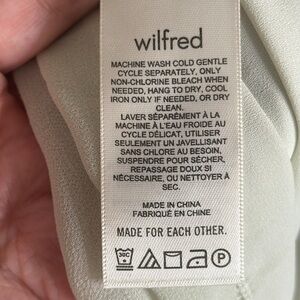 wilfred
MACHINE WASH COLD GENTLE
CYCLE SEPARATELY, ONLY
NON-CHLORINE BLEACH WHEN
NEEDED, HANG TO DRY, COOL
IRON ONLY IF NEEDED, OR DRY
CLEAN.
LAVER SÉPARÉMENT À LA
MACHINE À L'EAU FROIDE AU
CYCLE DÉLICAT, UTILISER
SEULEMENT UN JAVELLISANT
SANS CHLORE AU BESOIN,
SUSPENDRE POUR SÉCHER,
REPASSAGE DOUX SI
NÉCESSAIRE, OU NETTOYER À
SEC.
MADE IN CHINA
FABRIQUÉ EN CHINE
MADE FOR EACH OTHER.
30C P